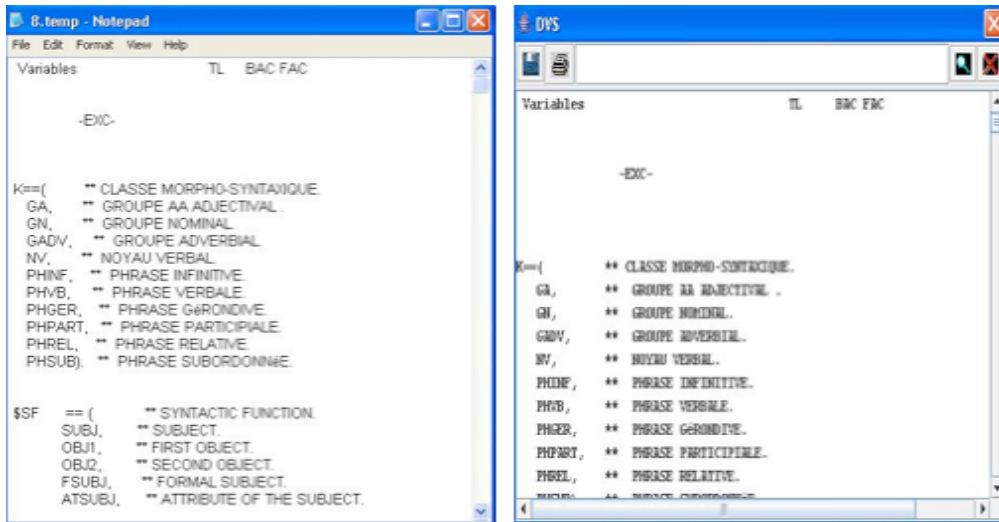 8.temp - Notepad
File Edit Format View Help
Variables TL BAC FAC
-EXC-
K==( ** CLASSE MORPHO-SYNTAXIQUE.
GA, ** GROUPE AA ADJECTIVAL .
GN, ** GROUPE NOMINAL.
GADV, ** GROUPE ADVERBIAL.
NV, ** NOYAU VERBAL.
PHINF, ** PHRASE INFINITIVE.
PHVB, ** PHRASE VERBALE.
PHGER, ** PHRASE GéRONDIVE.
PHPART, ** PHRASE PARTICIPIALE.
PHREL, ** PHRASE RELATIVE.
PHSUB). ** PHRASE SUBORDONNéE.
$SF == ( ** SYNTACTIC FUNCTION.
SUBJ, ** SUBJECT.
OBJ1, ** FIRST OBJECT.
OBJ2, ** SECOND OBJECT.
FSUBJ, ** FORMAL SUBJECT.
ATSUBJ, ** ATTRIBUTE OF THE SUBJECT.
DVS
Variables TL BAC FAC
-EXC-
K==( ** CLASSE MORPHO-SYNTAXIQUE.
GA, ** GROUPE AA ADJECTIVAL .
GN, ** GROUPE NOMINAL.
GADV, ** GROUPE ADVERBIAL.
NV, ** NOYAU VERBAL.
PHINF, ** PHRASE INFINITIVE.
PHVB, ** PHRASE VERBALE.
PHGER, ** PHRASE GéRONDIVE.
PHPART, ** PHRASE PARTICIPIALE.
PHREL, ** PHRASE RELATIVE.